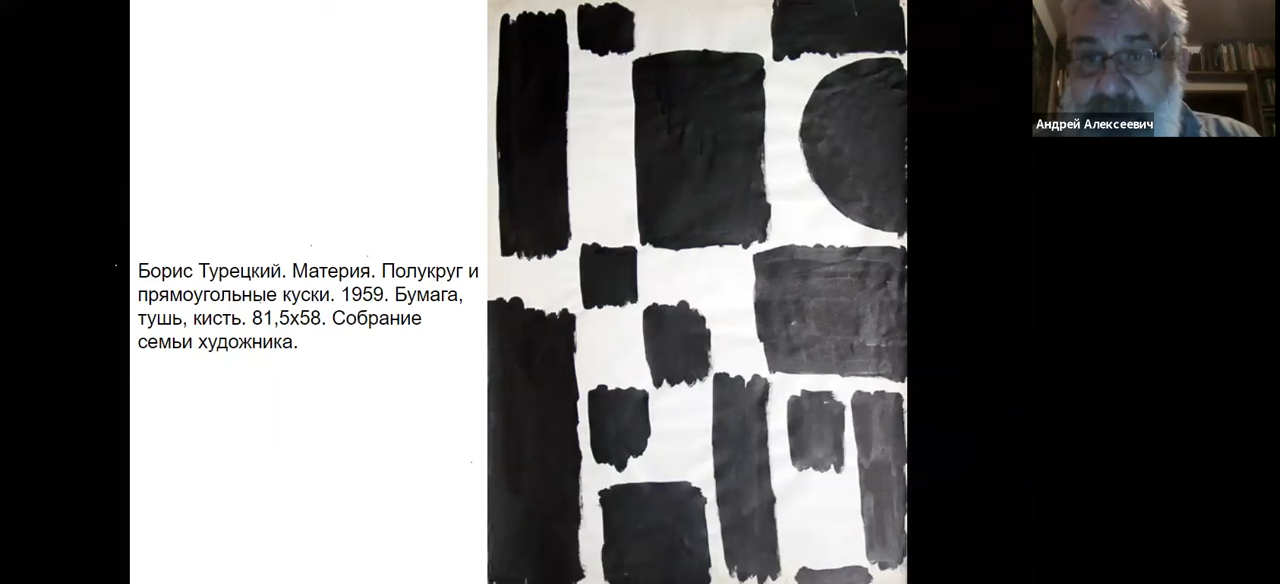 Борис Турецкий. Материя. Полукруг и
прямоугольные куски. 1959. Бумага,
тушь, кисть. 81,5х58. Собрание
семьи художника.
Андрей Алексеевич